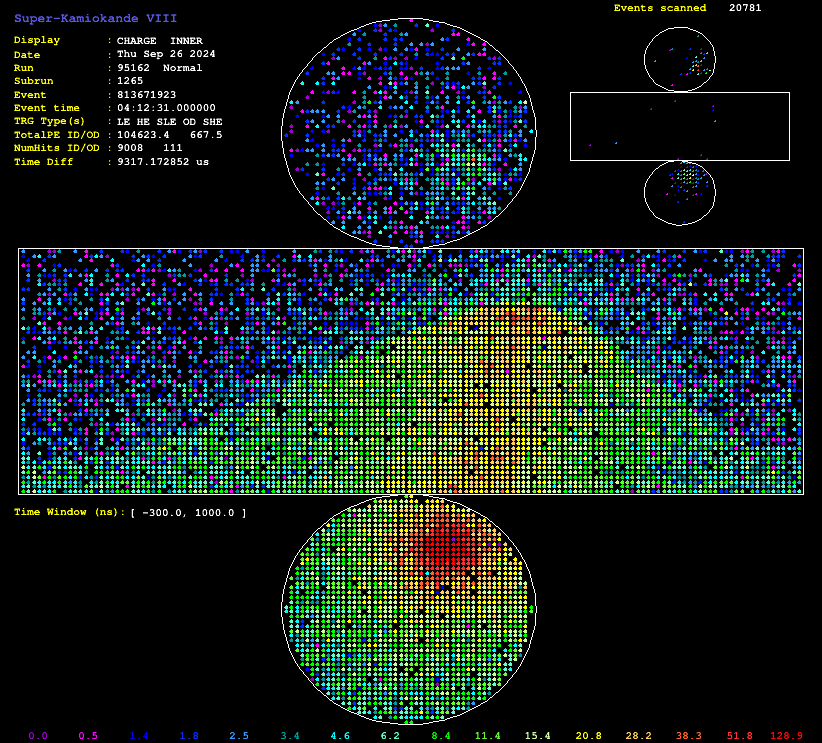 Super-Kamiokande VIII
Events scanned 20781
Display : CHARGE INNER
Date : Thu Sep 26 2024
Run : 95162 Normal
Subrun : 1265
Event : 813671923
Event time : 04:12:31.000000
TRG Type(s) : LE HE SLE OD SHE
TotalPE ID/OD : 104623.4 667.5
NumHits ID/OD : 9008 111
Time Diff : 9317.172852 us
Time Window (ns): [ -300.0, 1000.0 ]
0.0 0.5 1.4 1.8 2.5 3.4 4.6 6.2 8.4 11.4 15.4 20.8 28.2 38.3 51.8 128.9